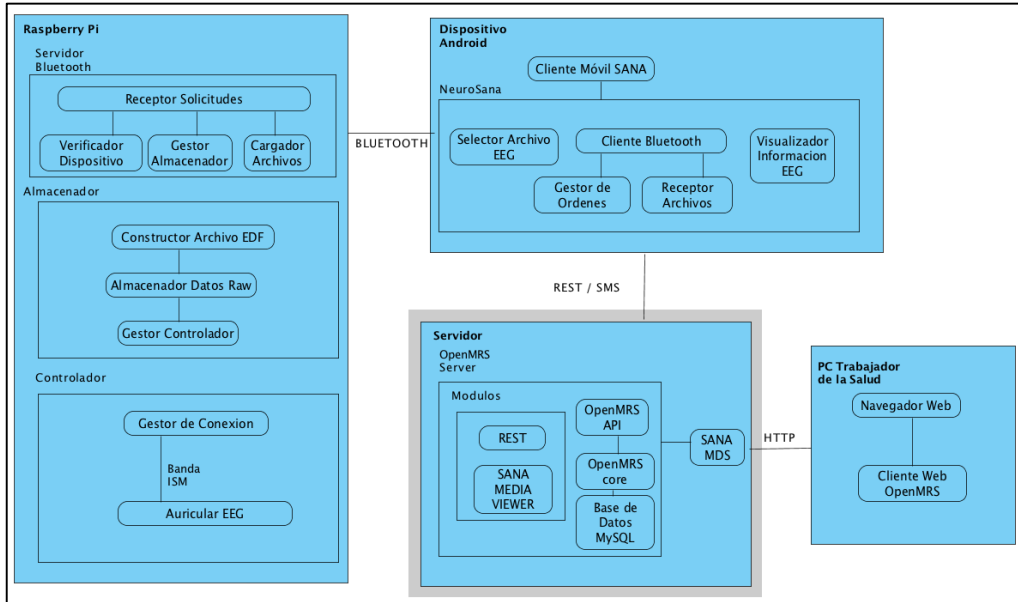 Raspberry Pi
Servidor
Bluetooth
Receptor Solicitudes
Verificador
Dispositivo
Gestor
Almacenador
Cargador
Archivos
Almacenador
Constructor Archivo EDF
Almacenador Datos Raw
Gestor Controlador
Controlador
Gestor de Conexion
Banda
ISM
Auricular EEG
BLUETOOTH
Dispositivo
Android
Cliente Móvil SANA
NeuroSana
Selector Archivo
EEG
Cliente Bluetooth
Gestor de
Ordenes
Receptor
Archivos
Visualizador
Informacion
EEG
REST / SMS
Servidor
OpenMRS
Server
Modulos
REST
SANA
MEDIA
VIEWER
OpenMRS
API
OpenMRS
core
Base de
Datos
MySQL
SANA
MDS
HTTP
PC Trabajador
de la Salud
Navegador Web
Cliente Web
OpenMRS